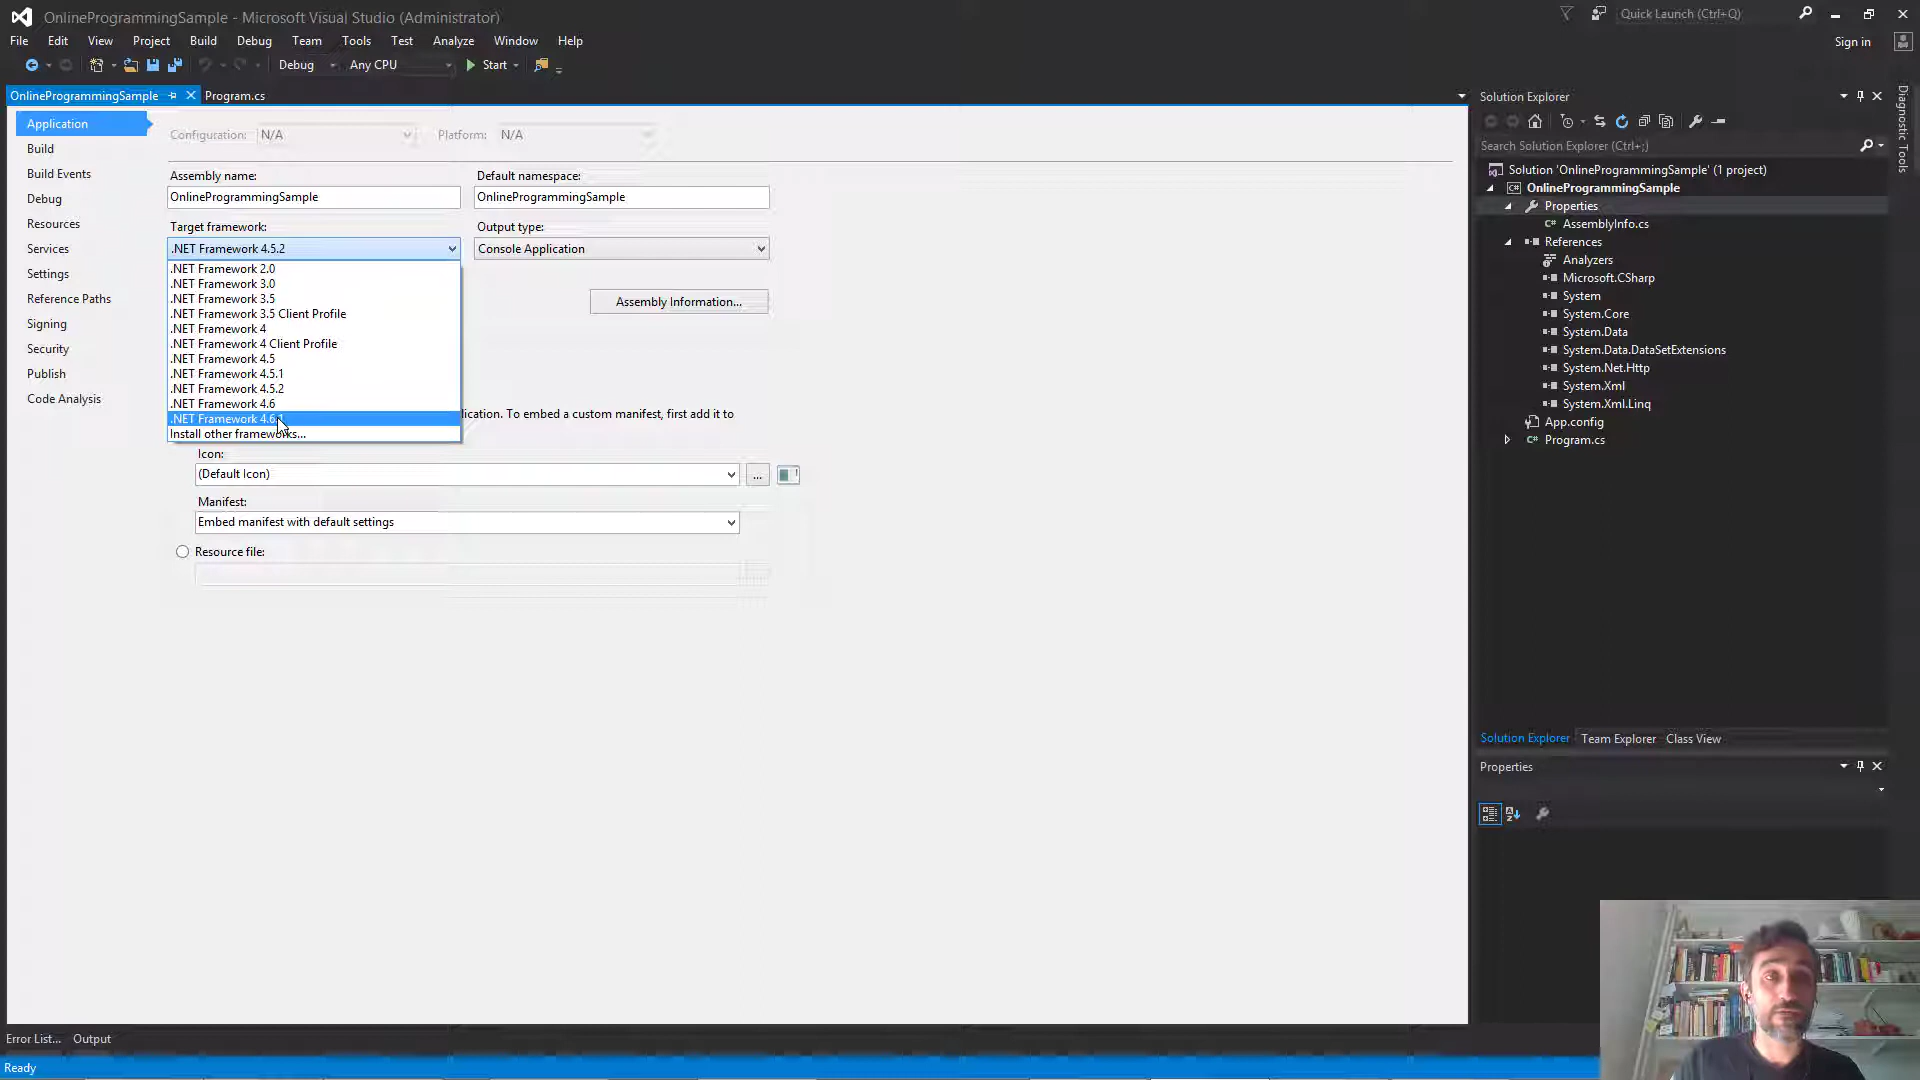 OnlineProgrammingSample - Microsoft Visual Studio (Administrator)
Quick Launch (Ctrl+Q)
File Edit View Project Build Debug Team Tools Test Analyze Window Help
Sign in
Debug Any CPU Start
OnlineProgrammingSample Program.cs
Application
Build
Build Events
Debug
Resources
Services
Settings
Reference Paths
Signing
Security
Publish
Code Analysis
Configuration: N/A Platform: N/A
Assembly name: Default namespace:
OnlineProgrammingSample OnlineProgrammingSample
Target framework: Output type:
.NET Framework 4.5.2 Console Application
.NET Framework 2.0
.NET Framework 3.0
.NET Framework 3.5
.NET Framework 3.5 Client Profile
.NET Framework 4
.NET Framework 4 Client Profile
.NET Framework 4.5
.NET Framework 4.5.1
.NET Framework 4.5.2
.NET Framework 4.6
.NET Framework 4.6.1
Install other frameworks...
Assembly Information...
lication. To embed a custom manifest, first add it to
Icon:
(Default Icon)
...
Manifest:
Embed manifest with default settings
Resource file:
Solution Explorer
Search Solution Explorer (Ctrl+;)
Solution 'OnlineProgrammingSample' (1 project)
C# OnlineProgrammingSample
Properties
C# AssemblyInfo.cs
References
Analyzers
Microsoft.CSharp
System
System.Core
System.Data
System.Data.DataSetExtensions
System.Net.Http
System.Xml
System.Xml.Linq
App.config
C# Program.cs
Solution Explorer Team Explorer Class View
Properties
Diagnostic Tools
Error List... Output
Ready